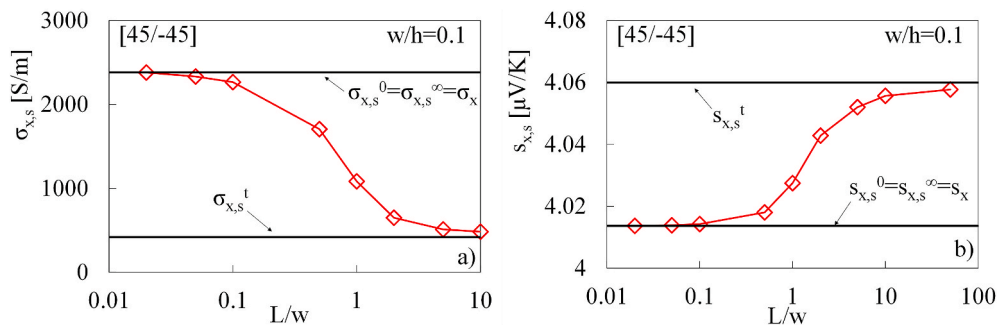 3000
[45/-45]
w/h=0.1
σx,s⁰=σx,s∞=σx
2000
σx,s [S/m]
1000
σx,sᵗ
0
a)
0.01
0.1
1
10
L/w
4.08
[45/-45]
w/h=0.1
4.06
sx,sᵗ
4.04
sx,s [μV/K]
sx,s⁰=sx,s∞=sx
4.02
4
b)
0.01
0.1
1
10
100
L/w